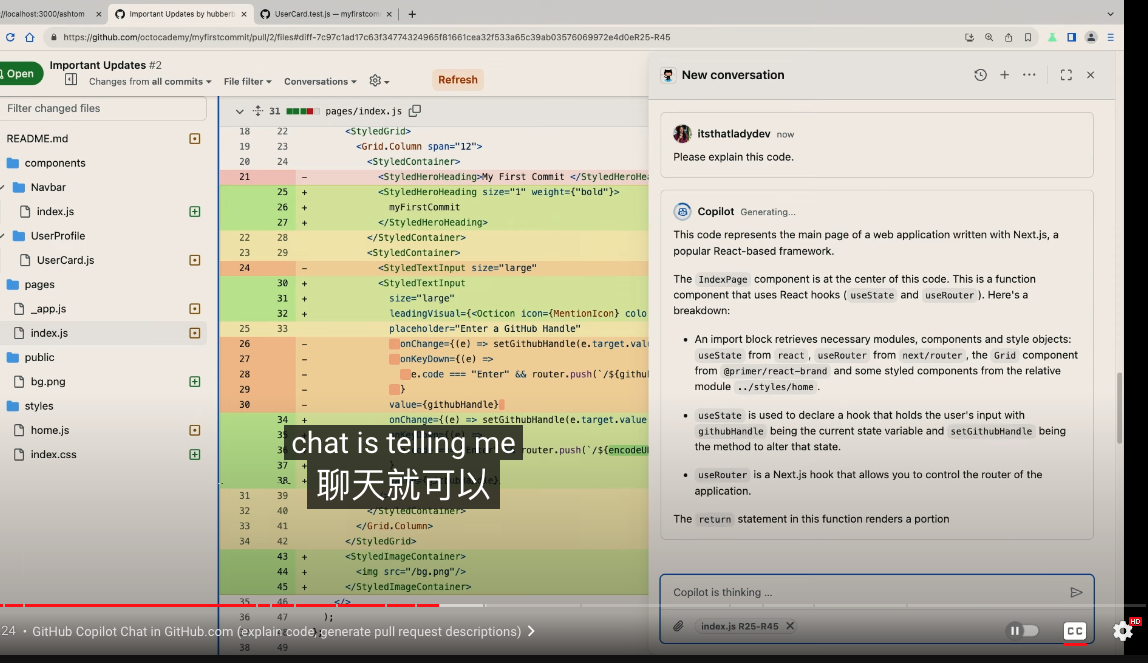 //localhost:3000/ashtom
Important Updates by hubberb
UserCard.test.js — myfirstcom
https://github.com/octocademy/myfirstcommit/pull/2/files#diff-7c97c1ad17c63f34774324965f81661cea32f533a65c39ab03576069972e4d0eR25-R45
Open
Important Updates #2
Changes from all commits
File filter
Conversations
Refresh
Filter changed files
README.md
components
Navbar
index.js
UserProfile
UserCard.js
pages
_app.js
index.js
public
bg.png
styles
home.js
index.css
31 pages/index.js
18 22 <StyledGrid>
19 23 <Grid.Column span="12">
20 24 <StyledContainer>
21 − <StyledHeroHeading>My First Commit </StyledHeroHea
25 + <StyledHeroHeading size="1" weight={"bold"}>
26 + myFirstCommit
27 + </StyledHeroHeading>
22 28 </StyledContainer>
23 29 <StyledContainer>
24 − <StyledTextInput size="large"
30 + <StyledTextInput
31 + size="large"
32 + leadingVisual={<Octicon icon={MentionIcon} colo
25 33 placeholder="Enter a GitHub Handle"
26 − onChange={(e) => setGithubHandle(e.target.val
27 − onKeyDown={(e) =>
28 − e.code === "Enter" && router.push(`/${githu
29 − }
30 − value={githubHandle}
34 + onChange={(e) => setGithubHandle(e.target.value
35
router.push(`/${encodeU
37 +
38 +
31 39
32 40 </StyledContainer>
33 41 </Grid.Column>
34 42 </StyledGrid>
43 + <StyledImageContainer>
44 + <img src="/bg.png"/>
45 + </StyledImageContainer>
35 46 </>
36 47 );
38 49
chat is telling me
聊天就可以
New conversation
itsthatladydev now
Please explain this code.
Copilot Generating...
This code represents the main page of a web application written with Next.js, a
popular React-based framework.
The IndexPage component is at the center of this code. This is a function
component that uses React hooks ( useState and useRouter ). Here's a
breakdown:
• An import block retrieves necessary modules, components and style objects:
useState from react , useRouter from next/router , the Grid component
from @primer/react-brand and some styled components from the relative
module ../styles/home .
• useState is used to declare a hook that holds the user's input with
githubHandle being the current state variable and setGithubHandle being
the method to alter that state.
• useRouter is a Next.js hook that allows you to control the router of the
application.
The return statement in this function renders a portion
Copilot is thinking ...
index.js R25-R45
:24 • GitHub Copilot Chat in GitHub.com (explain code, generate pull request descriptions)
CC
HD